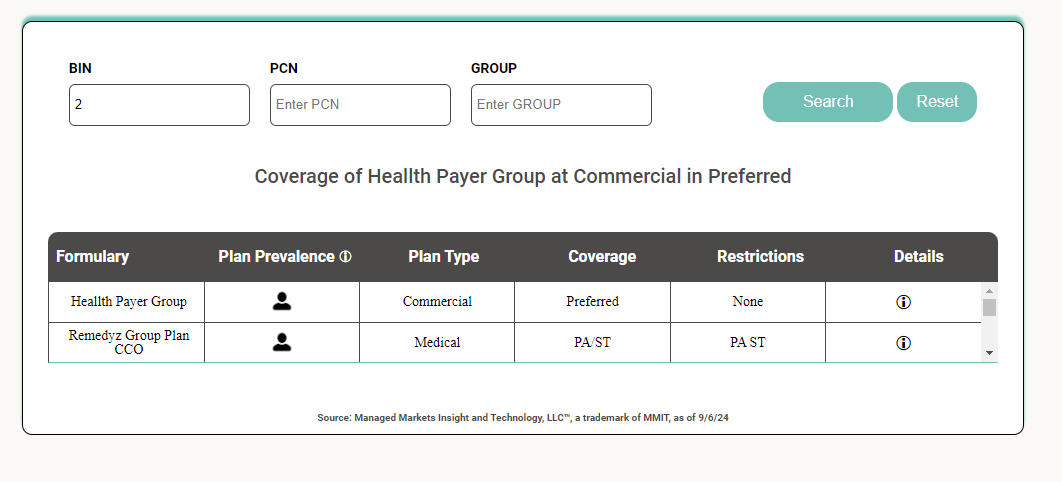 BIN PCN GROUP
2 Enter PCN Enter GROUP Search Reset
Coverage of Heallth Payer Group at Commercial in Preferred
Formulary Plan Prevalence Plan Type Coverage Restrictions Details
Heallth Payer Group Commercial Preferred None
Remedyz Group Plan CCO Medical PA/ST PA ST
Source: Managed Markets Insight and Technology, LLC™, a trademark of MMIT, as of 9/6/24